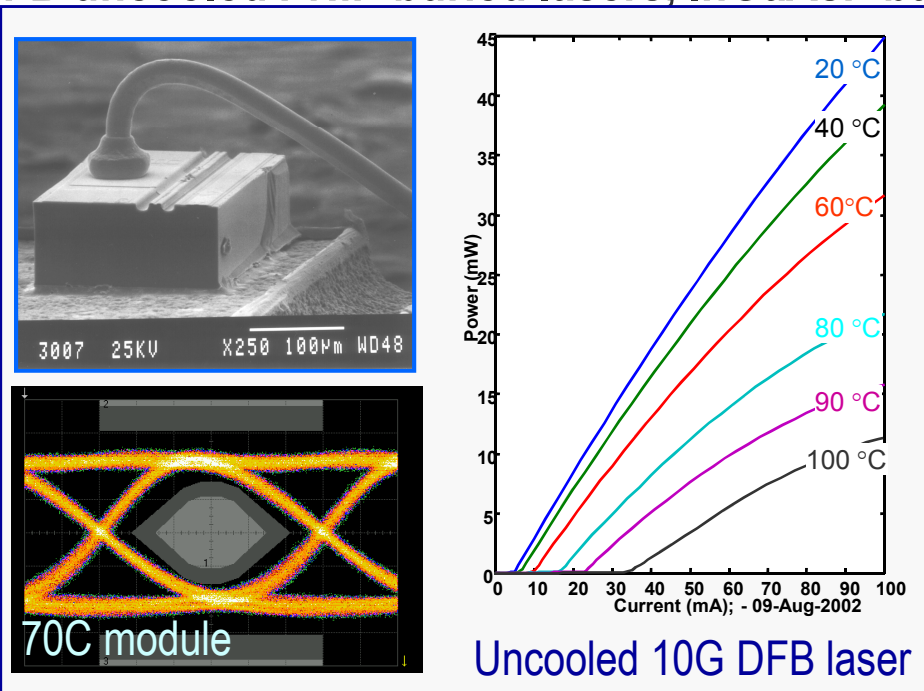 3007 25KV X250 100µm WD48
2
1
3
70C module
45
40
35
30
25
20
15
10
5
0
Power (mW)
20 °C
40 °C
60°C
80 °C
90 °C
100 °C
0 10 20 30 40 50 60 70 80 90 100
Current (mA); - 09-Aug-2002
Uncooled 10G DFB laser